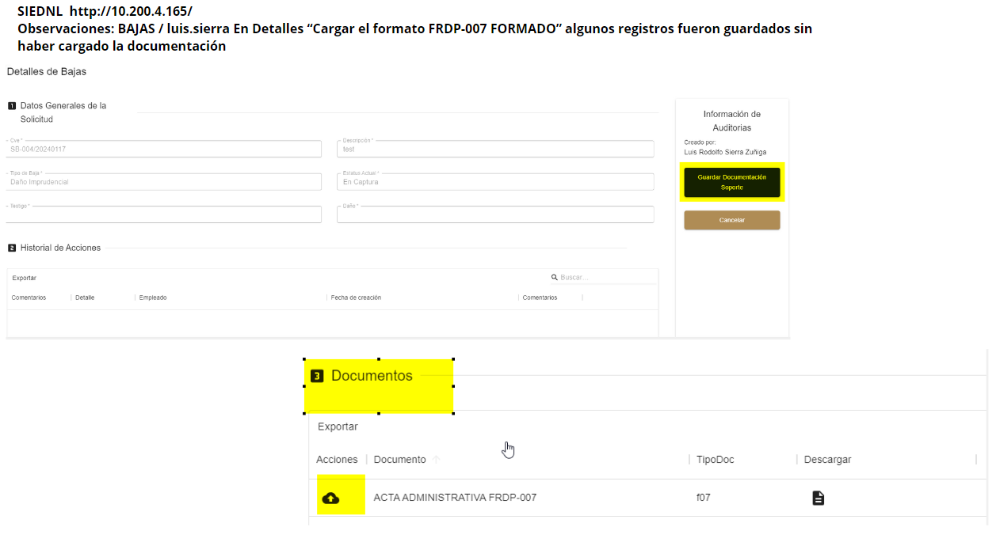 SIEDNL http://10.200.4.165/
Observaciones: BAJAS / luis.sierra En Detalles “Cargar el formato FRDP-007 FORMADO” algunos registros fueron guardados sin
haber cargado la documentación
Detalles de Bajas
1 Datos Generales de la
Solicitud
Cve *
SB-004/20240117
Descripción *
test
Tipo de Baja *
Daño Imprudencial
Estatus Actual *
En Captura
Testigo *
Daño *
Información de
Auditorias
Creado por:
Luis Rodolfo Sierra Zuñiga
Guardar Documentación
Soporte
Cancelar
2 Historial de Acciones
Exportar
Buscar...
Comentarios Detalle Empleado Fecha de creación Comentarios
3 Documentos
Exportar
Acciones Documento TipoDoc Descargar
ACTA ADMINISTRATIVA FRDP-007 f07